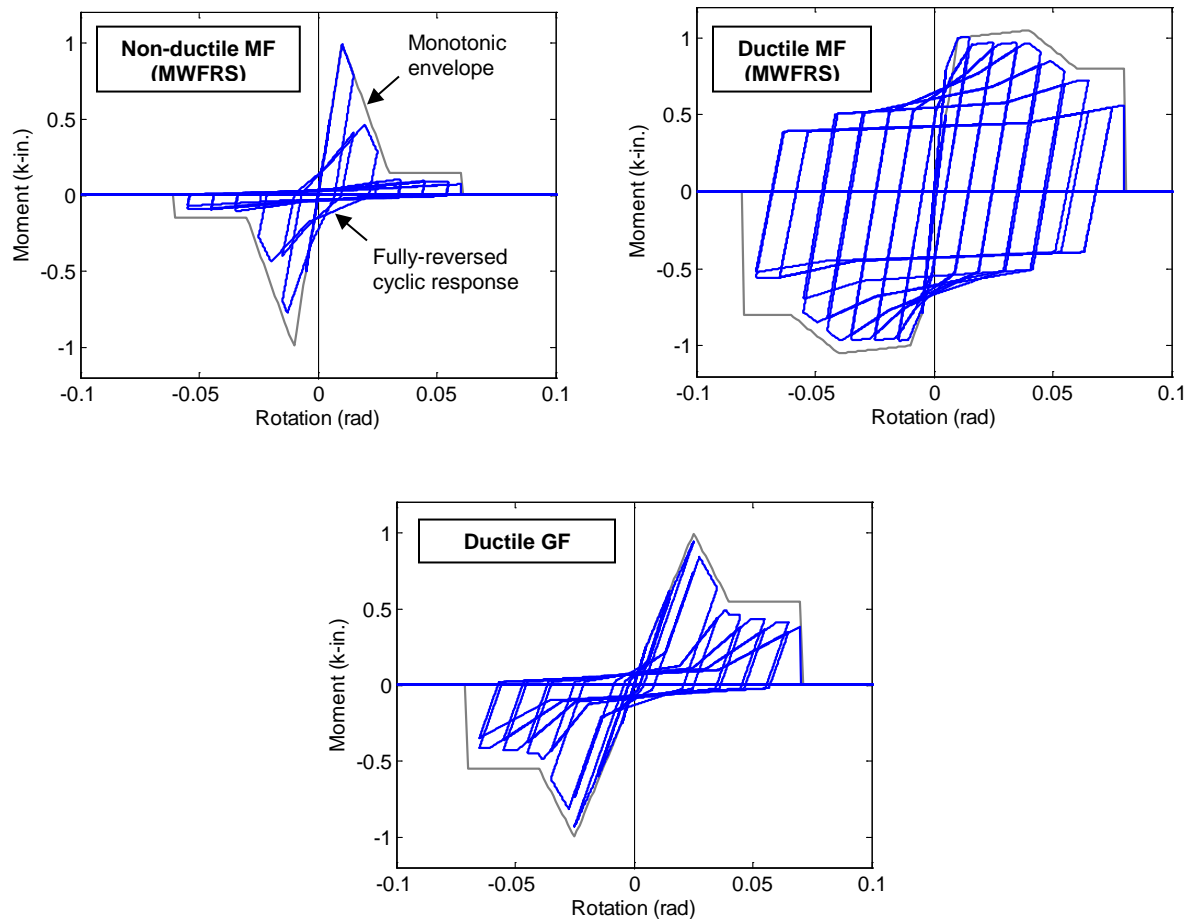 Non-ductile MF
(MWFRS)
Monotonic
envelope
Fully-reversed
cyclic response
1
0.5
0
-0.5
-1
Moment (k-in.)
-0.1
-0.05
0
0.05
0.1
Rotation (rad)
Ductile MF
(MWFRS)
1
0.5
0
-0.5
-1
Moment (k-in.)
-0.1
-0.05
0
0.05
0.1
Rotation (rad)
Ductile GF
1
0.5
0
-0.5
-1
Moment (k-in.)
-0.1
-0.05
0
0.05
0.1
Rotation (rad)